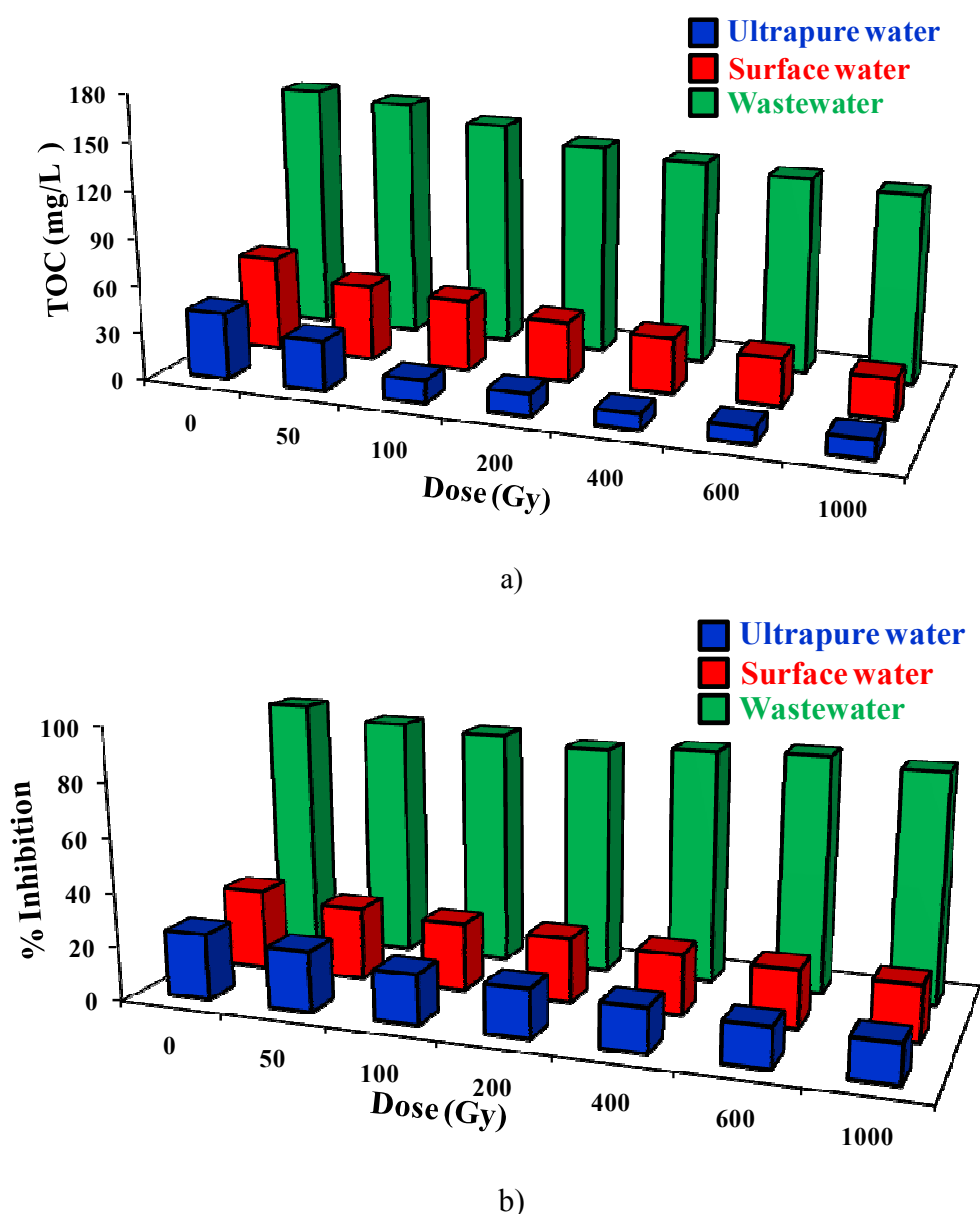 Ultrapure water
Surface water
Wastewater
TOC (mg/L )
180
150
120
90
60
30
0
0
50
100
200
400
600
1000
Dose (Gy)
a)
Ultrapure water
Surface water
Wastewater
% Inhibition
100
80
60
40
20
0
0
50
100
200
400
600
1000
Dose (Gy)
b)